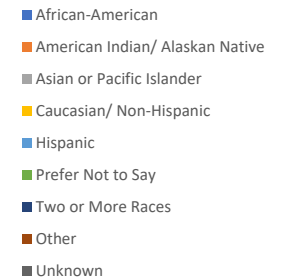 African-American
American Indian/ Alaskan Native
Asian or Pacific Islander
Caucasian/ Non-Hispanic
Hispanic
Prefer Not to Say
Two or More Races
Other
Unknown